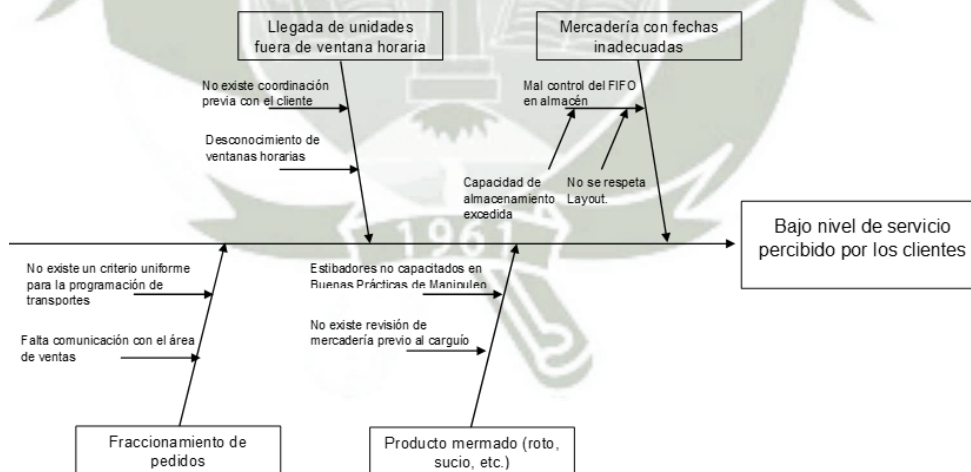 Llegada de unidades
fuera de ventana horaria
Mercadería con fechas
inadecuadas
No existe coordinación
previa con el cliente
Mal control del FIFO
en almacén
Desconocimiento de
ventanas horarias
Capacidad de
almacenamiento
excedida
No se respeta
Layout.
1961
Bajo nivel de servicio
percibido por los clientes
No existe un criterio uniforme
para la programación de
transportes
Estibadores no capacitados en
Buenas Prácticas de Manipuleo
Falta comunicación con el área
de ventas
No existe revisión de
mercadería previo al carguío
Fraccionamiento de
pedidos
Producto mermado (roto,
sucio, etc.)